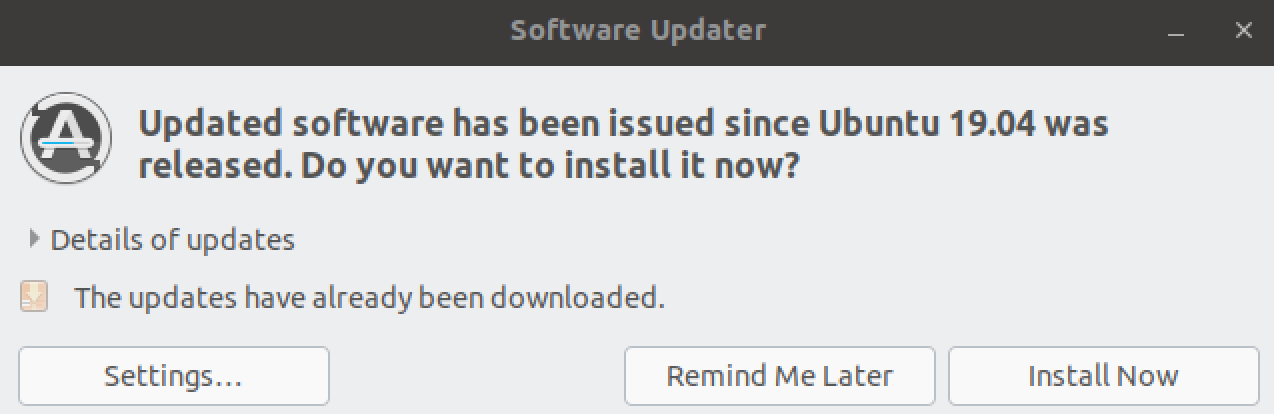 Software Updater
Updated software has been issued since Ubuntu 19.04 was
released. Do you want to install it now?
Details of updates
The updates have already been downloaded.
Settings...
Remind Me Later
Install Now